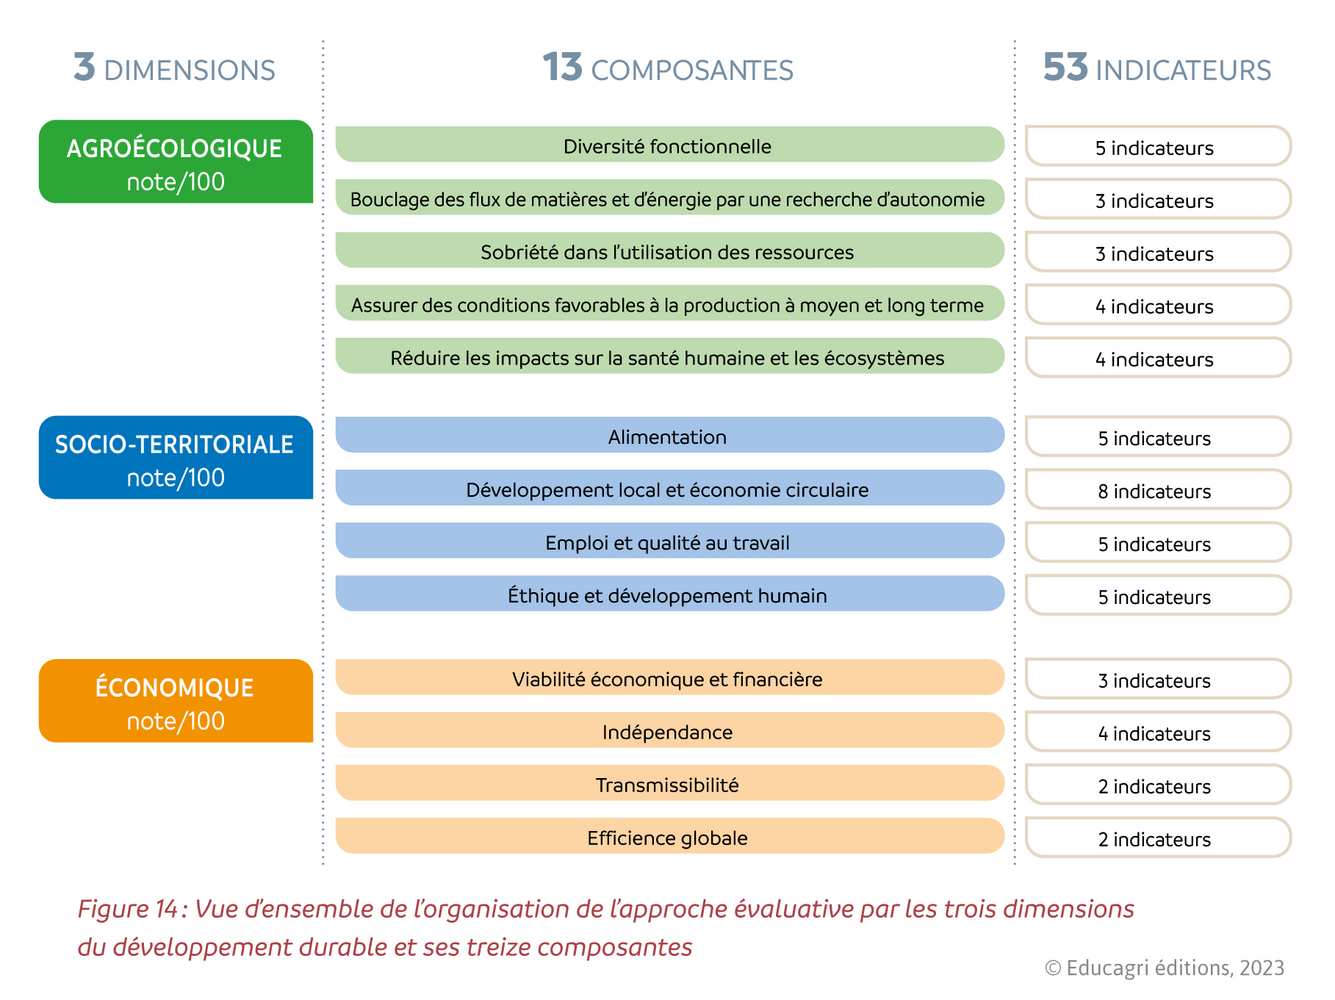 3 DIMENSIONS
13 COMPOSANTES
53 INDICATEURS
AGROÉCOLOGIQUE
note/100
Diversité fonctionnelle
5 indicateurs
Bouclage des flux de matières et d'énergie par une recherche d'autonomie
3 indicateurs
Sobriété dans l'utilisation des ressources
3 indicateurs
Assurer des conditions favorables à la production à moyen et long terme
4 indicateurs
Réduire les impacts sur la santé humaine et les écosystèmes
4 indicateurs
SOCIO-TERRITORIALE
note/100
Alimentation
5 indicateurs
Développement local et économie circulaire
8 indicateurs
Emploi et qualité au travail
5 indicateurs
Éthique et développement humain
5 indicateurs
ÉCONOMIQUE
note/100
Viabilité économique et financière
3 indicateurs
Indépendance
4 indicateurs
Transmissibilité
2 indicateurs
Efficience globale
2 indicateurs
Figure 14 : Vue d'ensemble de l'organisation de l'approche évaluative par les trois dimensions
du développement durable et ses treize composantes
© Educagri éditions, 2023